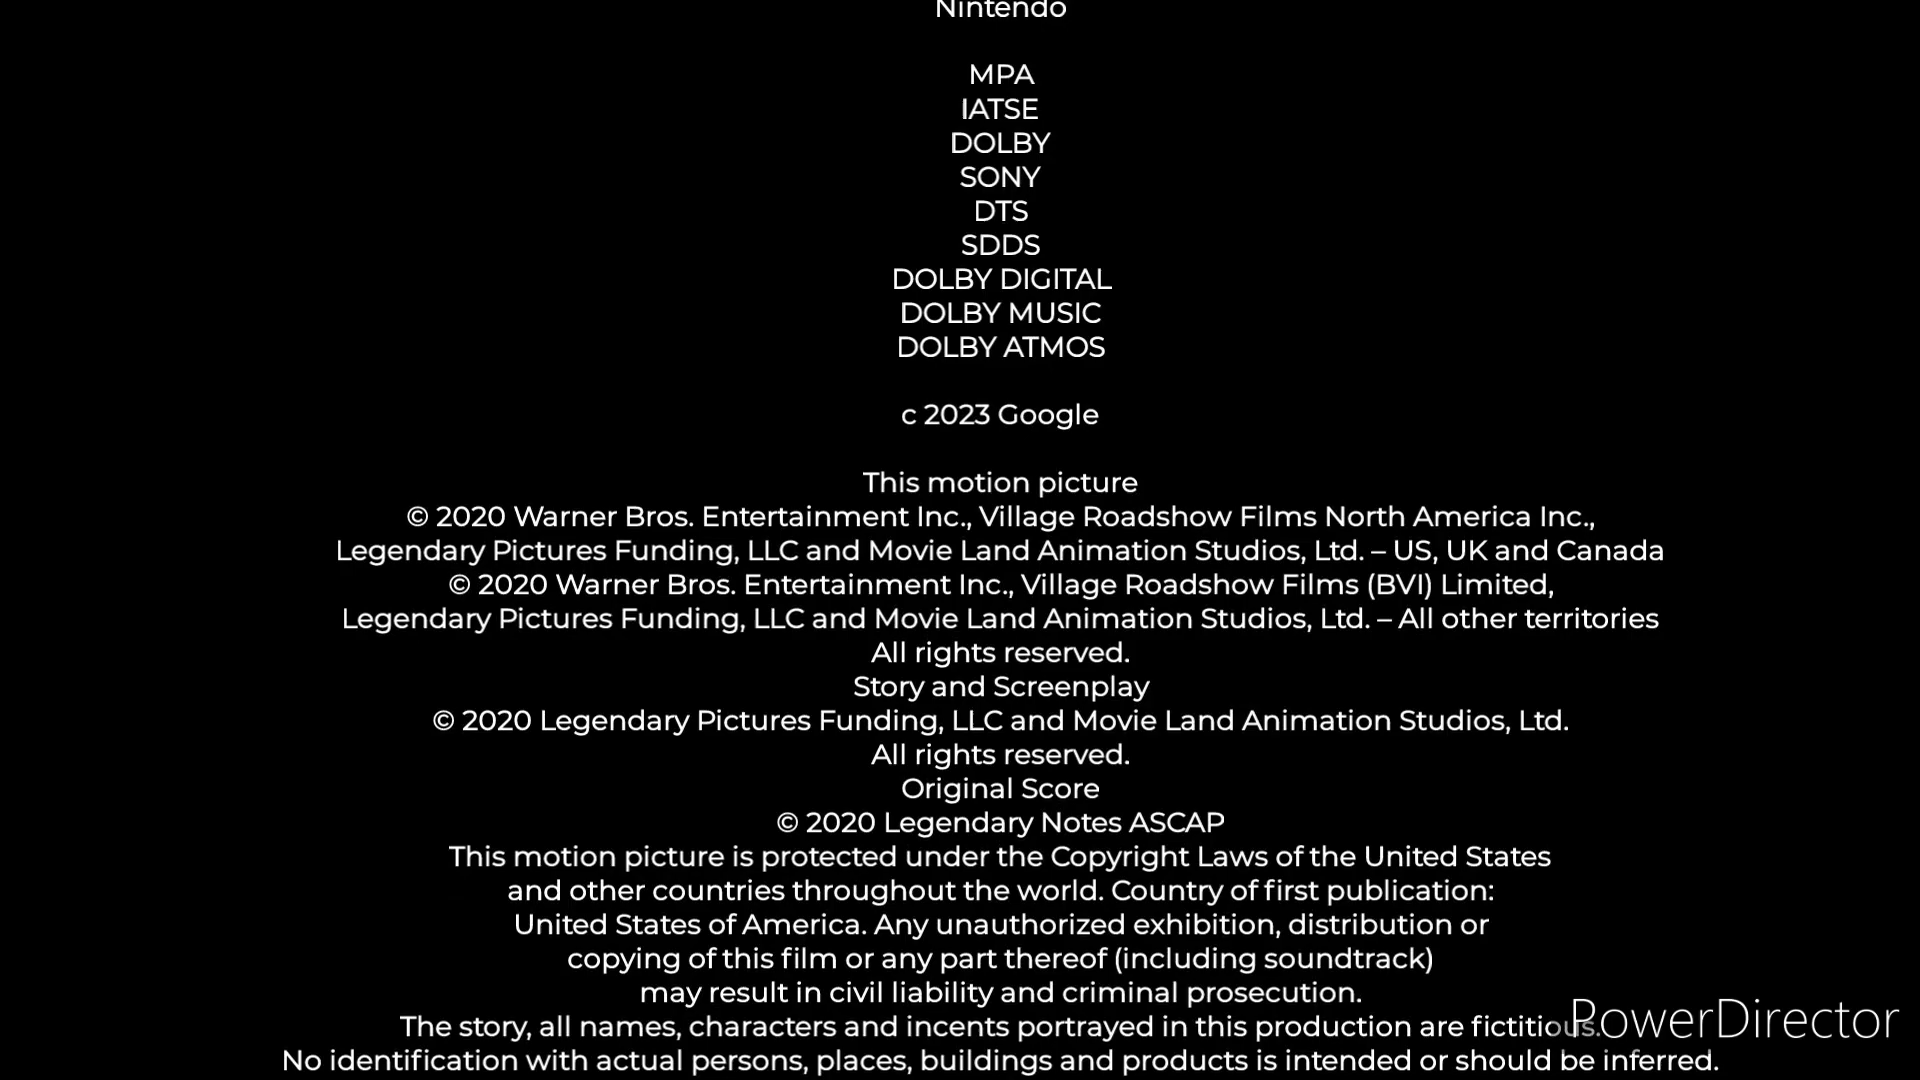 Nintendo
MPA
IATSE
DOLBY
SONY
DTS
SDDS
DOLBY DIGITAL
DOLBY MUSIC
DOLBY ATMOS
c 2023 Google
This motion picture
© 2020 Warner Bros. Entertainment Inc., Village Roadshow Films North America Inc.,
Legendary Pictures Funding, LLC and Movie Land Animation Studios, Ltd. – US, UK and Canada
© 2020 Warner Bros. Entertainment Inc., Village Roadshow Films (BVI) Limited,
Legendary Pictures Funding, LLC and Movie Land Animation Studios, Ltd. – All other territories
All rights reserved.
Story and Screenplay
© 2020 Legendary Pictures Funding, LLC and Movie Land Animation Studios, Ltd.
All rights reserved.
Original Score
© 2020 Legendary Notes ASCAP
This motion picture is protected under the Copyright Laws of the United States
and other countries throughout the world. Country of first publication:
United States of America. Any unauthorized exhibition, distribution or
copying of this film or any part thereof (including soundtrack)
may result in civil liability and criminal prosecution.
The story, all names, characters and incents portrayed in this production are fictitious.
No identification with actual persons, places, buildings and products is intended or should be inferred.
PowerDirector